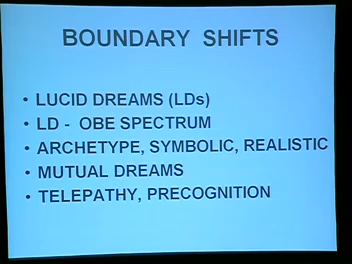 BOUNDARY SHIFTS
• LUCID DREAMS (LDs)
• LD - OBE SPECTRUM
• ARCHETYPE, SYMBOLIC, REALISTIC
• MUTUAL DREAMS
• TELEPATHY, PRECOGNITION